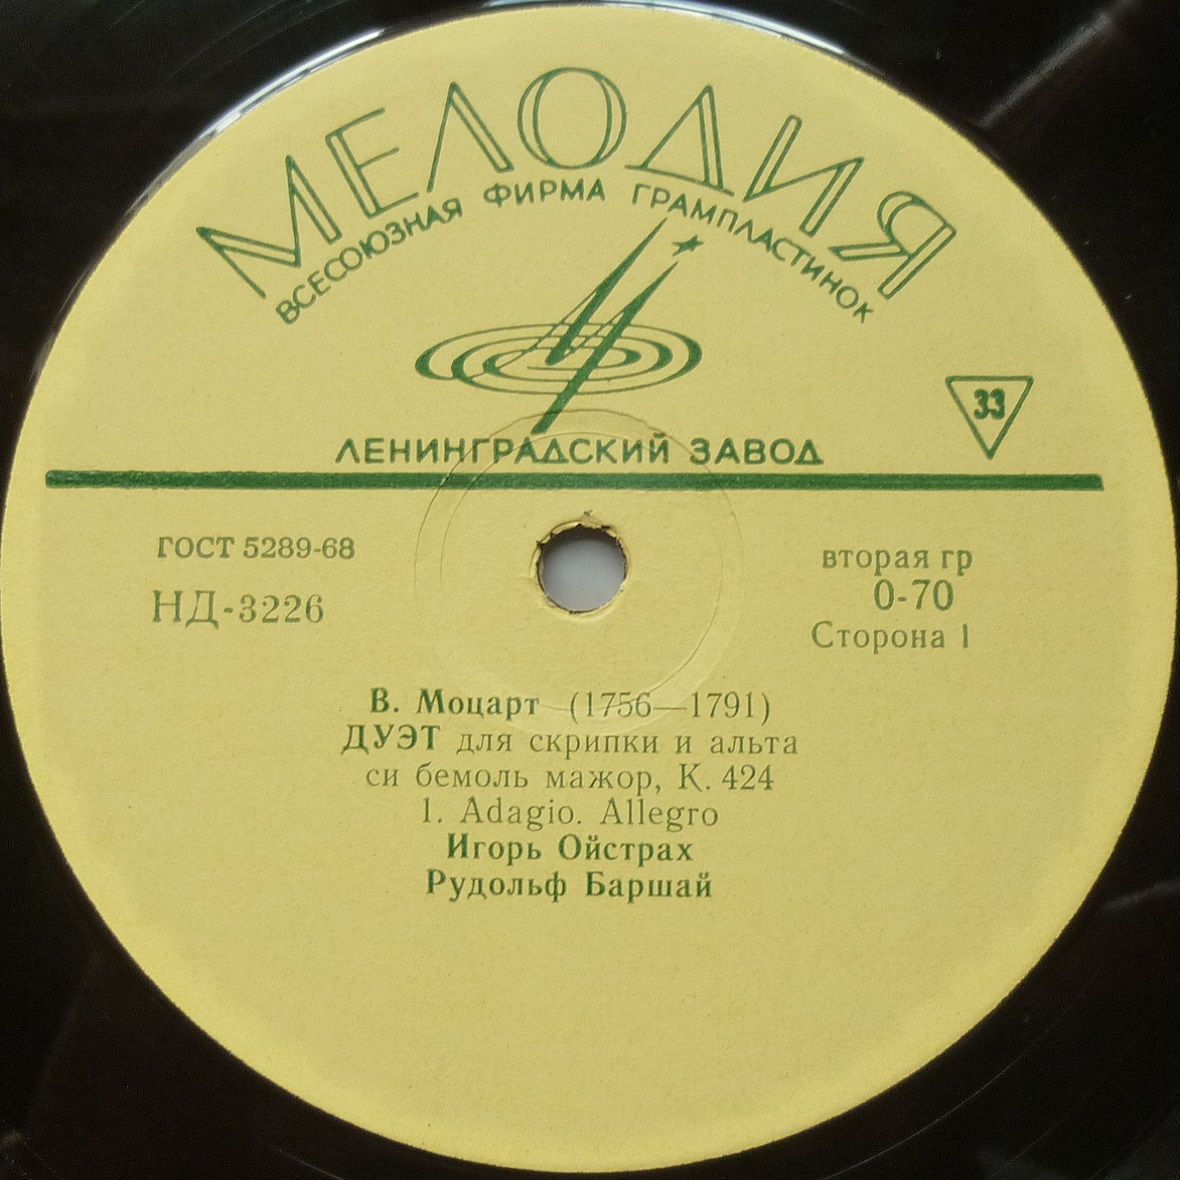 МЕЛОДИЯ
ВСЕСОЮЗНАЯ ФИРМА ГРАМПЛАСТИНОК
33
ЛЕНИНГРАДСКИЙ ЗАВОД
ГОСТ 5289-68
НД-3226
вторая гр
0-70
Сторона 1
В. Моцарт (1756—1791)
ДУЭТ для скрипки и альта
си бемоль мажор, К. 424
1. Adagio. Allegro
Игорь Ойстрах
Рудольф Баршай